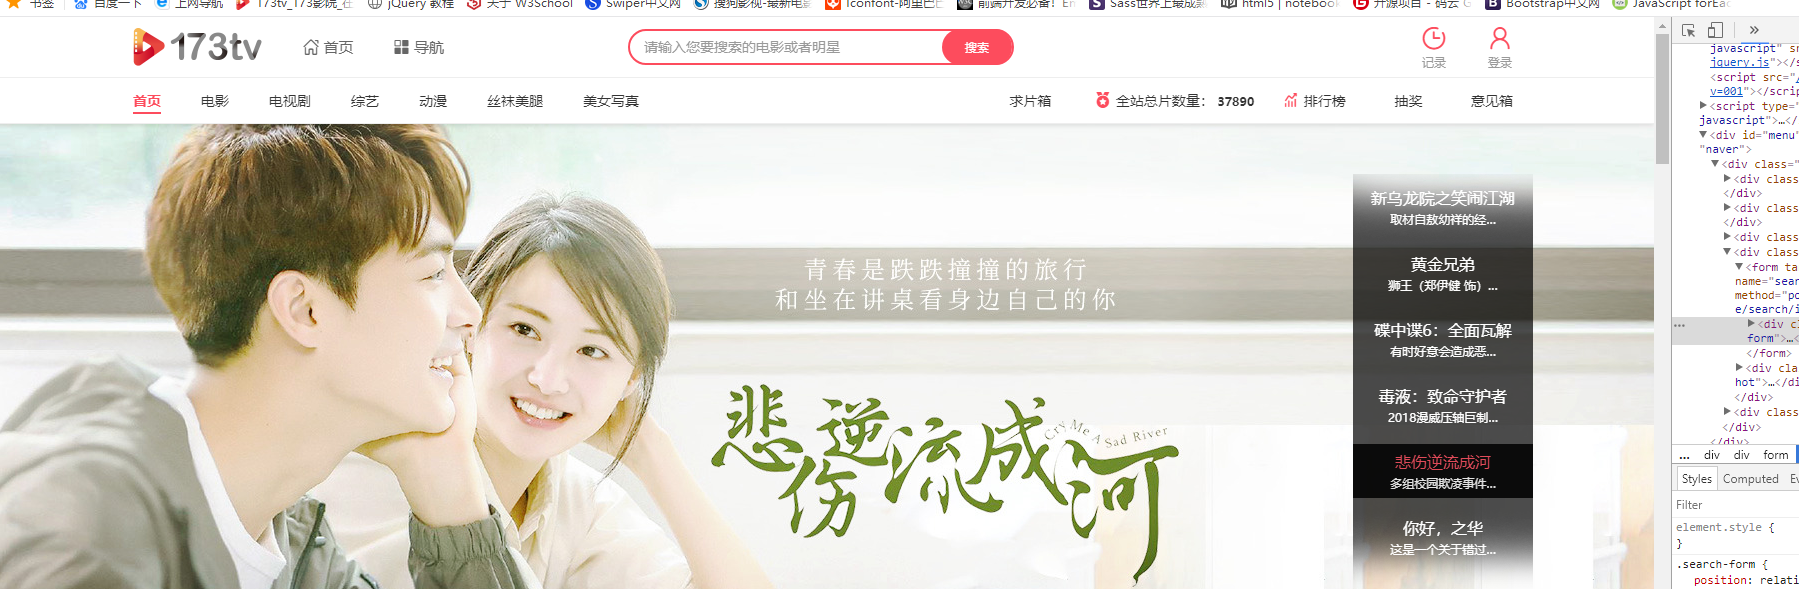 书签 百度一下 上网导航 173tv_173影院_在 jQuery 教程 关于 W3School Swiper中文网 搜狗影视-最新电影 Iconfont-阿里巴巴 前端开发必备！Em Sass世界上最成熟 html5 | notebook 开源项目 - 码云 G Bootstrap中文网 JavaScript forEac
173tv 首页 导航 请输入您要搜索的电影或者明星 搜索 记录 登录
首页 电影 电视剧 综艺 动漫 丝袜美腿 美女写真 求片箱 全站总片数量： 37890 排行榜 抽奖 意见箱
青春是跌跌撞撞的旅行
和坐在讲桌看身边自己的你
悲伤逆流成河
Cry Me A Sad River
新乌龙院之笑闹江湖
取材自敖幼祥的经...
黄金兄弟
狮王（郑伊健 饰）...
碟中谍6：全面瓦解
有时好意会造成恶...
毒液：致命守护者
2018漫威压轴巨制...
悲伤逆流成河
多组校园欺凌事件...
你好，之华
这是一个关于错过...
javascript" sr
jquery.js"></s
<script src="/
v=001"></scrip
<script type="
javascript">…</
<div id="menu"
"naver">
<div class="
<div class
</div>
<div class
</div>
<div class
<div class
<form ta
name="sear
method="po
e/search/i
<div cl
form">…<
</form>
<div cla
hot">…</di
</div>
<div class
</div>
</div>
... div div form
Styles Computed Ev
Filter
element.style {
}
.search-form {
position: relati